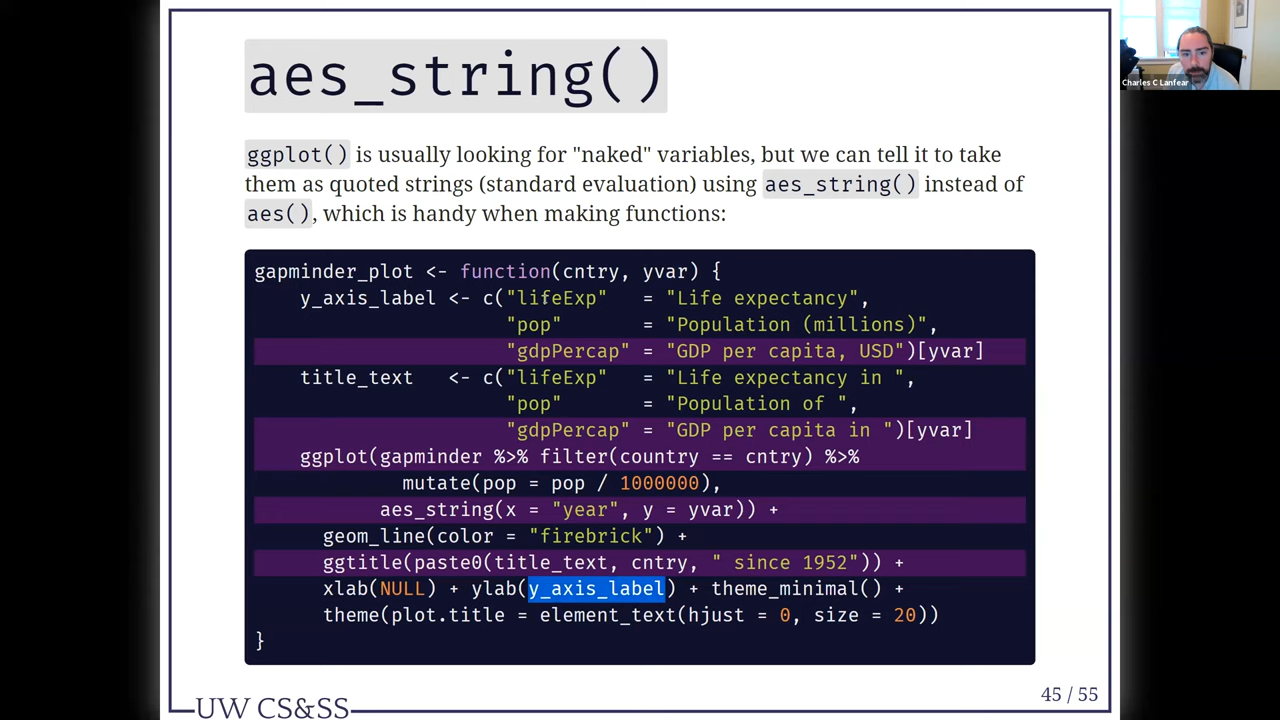 aes_string()
ggplot() is usually looking for "naked" variables, but we can tell it to take
them as quoted strings (standard evaluation) using aes_string() instead of
aes(), which is handy when making functions:
gapminder_plot <- function(cntry, yvar) {
    y_axis_label <- c("lifeExp"   = "Life expectancy",
                      "pop"       = "Population (millions)",
                      "gdpPercap" = "GDP per capita, USD")[yvar]
    title_text   <- c("lifeExp"   = "Life expectancy in ",
                      "pop"       = "Population of ",
                      "gdpPercap" = "GDP per capita in ")[yvar]
    ggplot(gapminder %>% filter(country == cntry) %>%
             mutate(pop = pop / 1000000),
           aes_string(x = "year", y = yvar)) +
      geom_line(color = "firebrick") +
      ggtitle(paste0(title_text, cntry, " since 1952")) +
      xlab(NULL) + ylab(y_axis_label) + theme_minimal() +
      theme(plot.title = element_text(hjust = 0, size = 20))
}
UW CS&SS
45 / 55
Charles C Lanfear